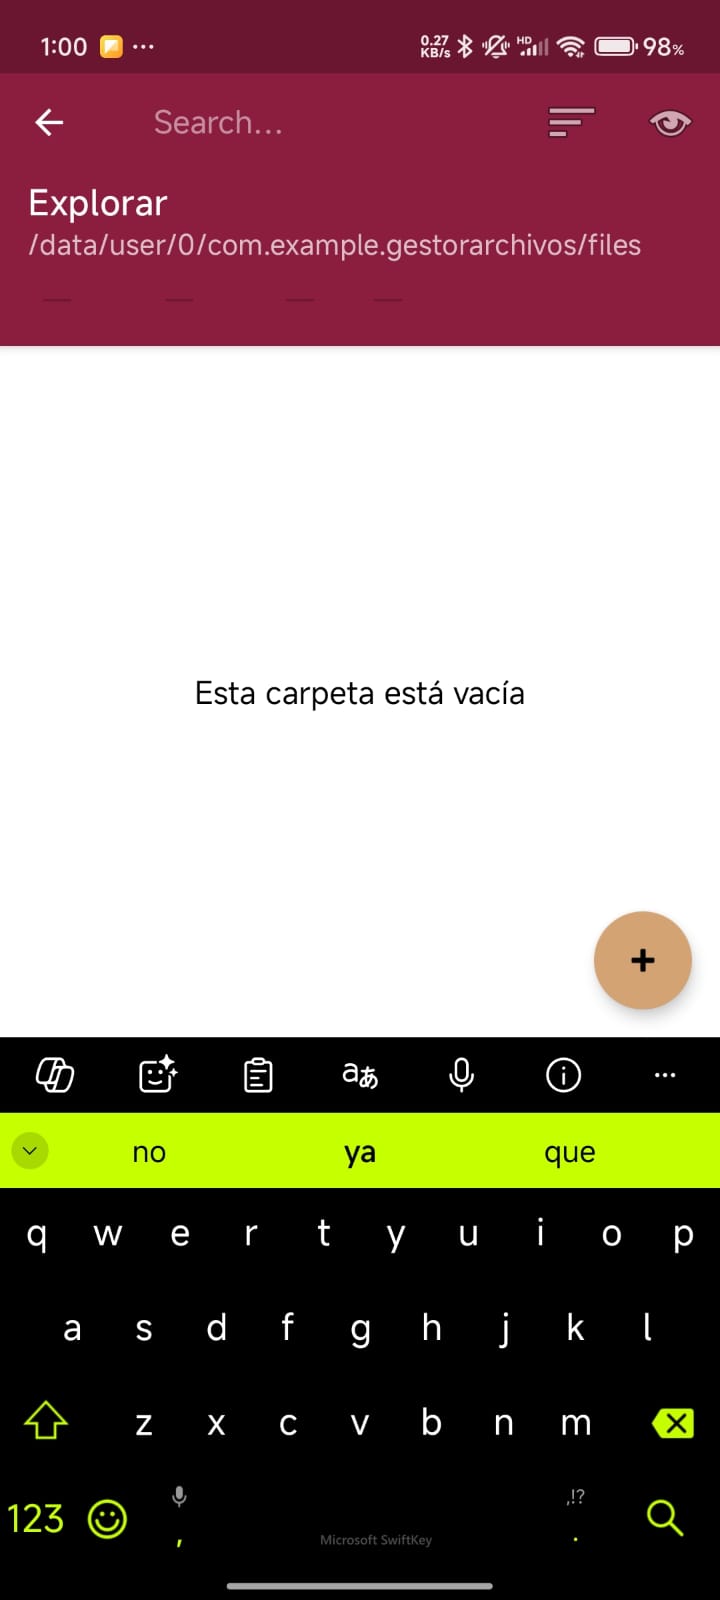 1:00 ... 0.27 KB/s HD 98%
Search...
Explorar
/data/user/0/com.example.gestorarchivos/files
Esta carpeta está vacía
+
aあ ...
no ya que
q w e r t y u i o p
a s d f g h j k l
z x c v b n m
,!?
123 , Microsoft SwiftKey .